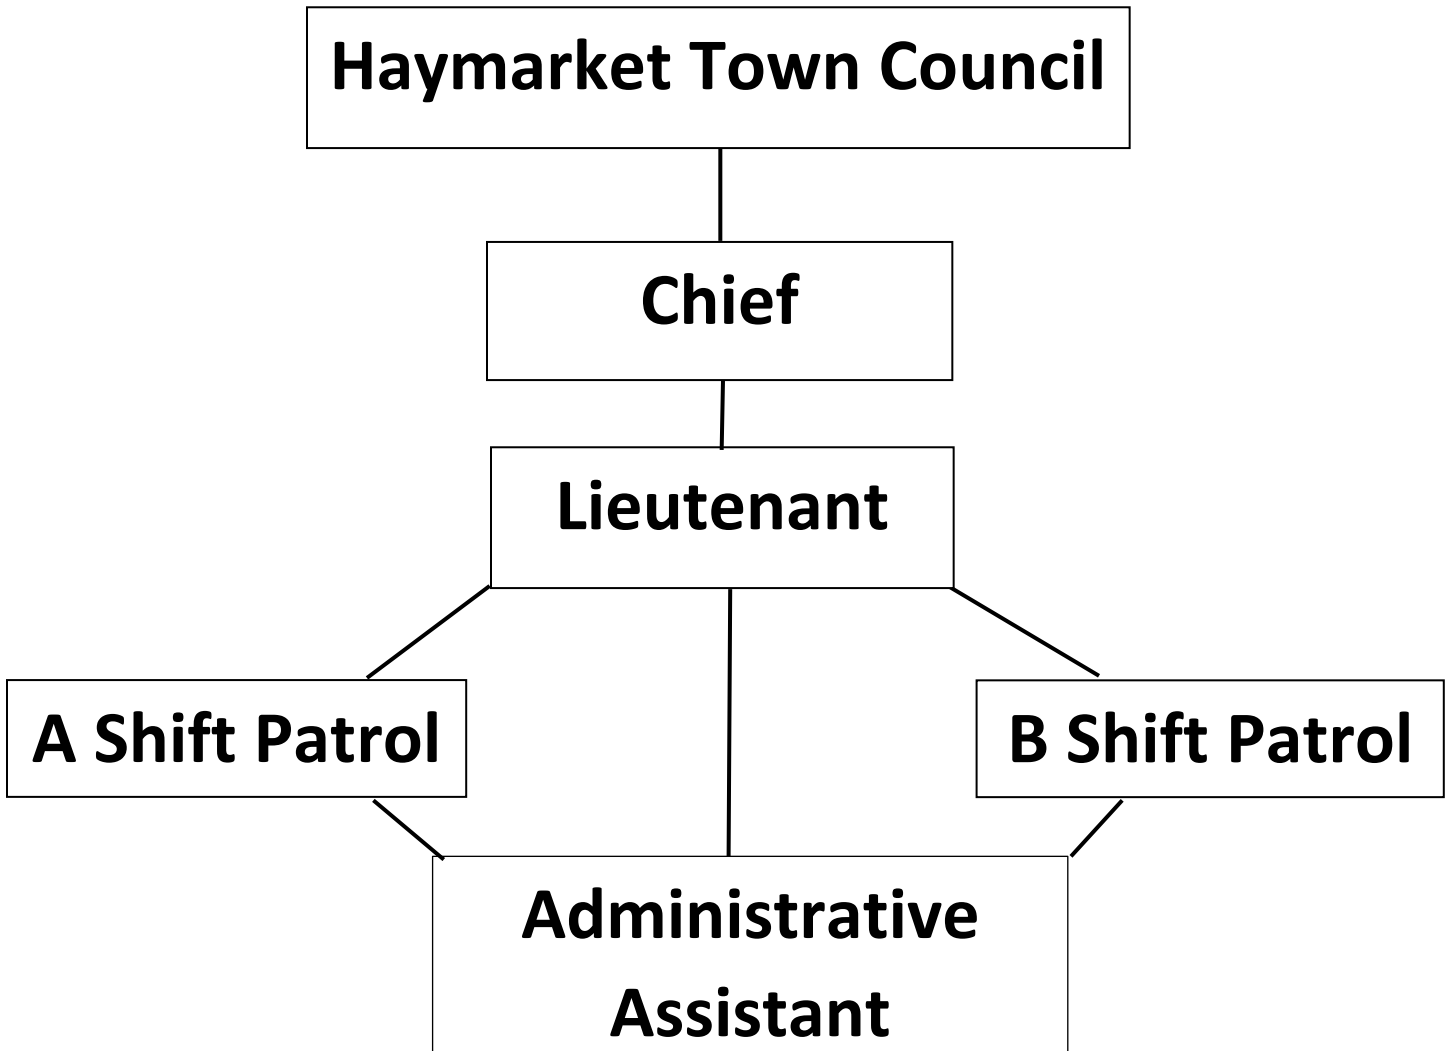 Haymarket Town Council
Chief
Lieutenant
A Shift Patrol
B Shift Patrol
Administrative
Assistant